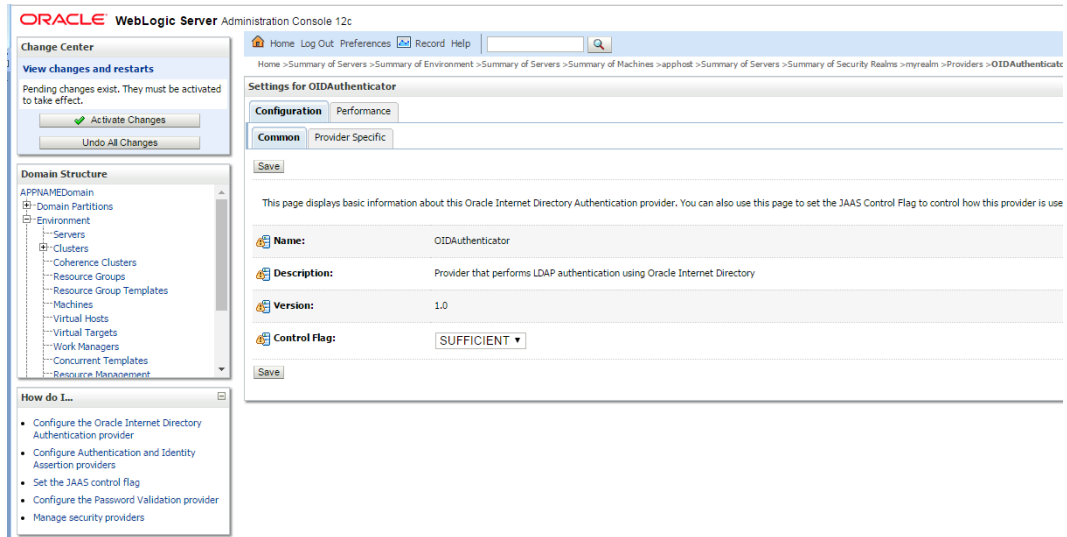 ORACLE WebLogic Server Administration Console 12c
Change Center
View changes and restarts
Pending changes exist. They must be activated
to take effect.
Activate Changes
Undo All Changes
Domain Structure
APPNAMEDomain
Domain Partitions
Environment
Servers
Clusters
Coherence Clusters
Resource Groups
Resource Group Templates
Machines
Virtual Hosts
Virtual Targets
Work Managers
Concurrent Templates
Resource Management
How do I...
Configure the Oracle Internet Directory
Authentication provider
Configure Authentication and Identity
Assertion providers
Set the JAAS control flag
Configure the Password Validation provider
Manage security providers
Home Log Out Preferences Record Help
Home >Summary of Servers >Summary of Environment >Summary of Servers >Summary of Machines >apphost >Summary of Servers >Summary of Security Realms >myrealm >Providers >OIDAuthenticato
Settings for OIDAuthenticator
Configuration Performance
Common Provider Specific
Save
This page displays basic information about this Oracle Internet Directory Authentication provider. You can also use this page to set the JAAS Control Flag to control how this provider is use
Name: OIDAuthenticator
Description: Provider that performs LDAP authentication using Oracle Internet Directory
Version: 1.0
Control Flag: SUFFICIENT
Save